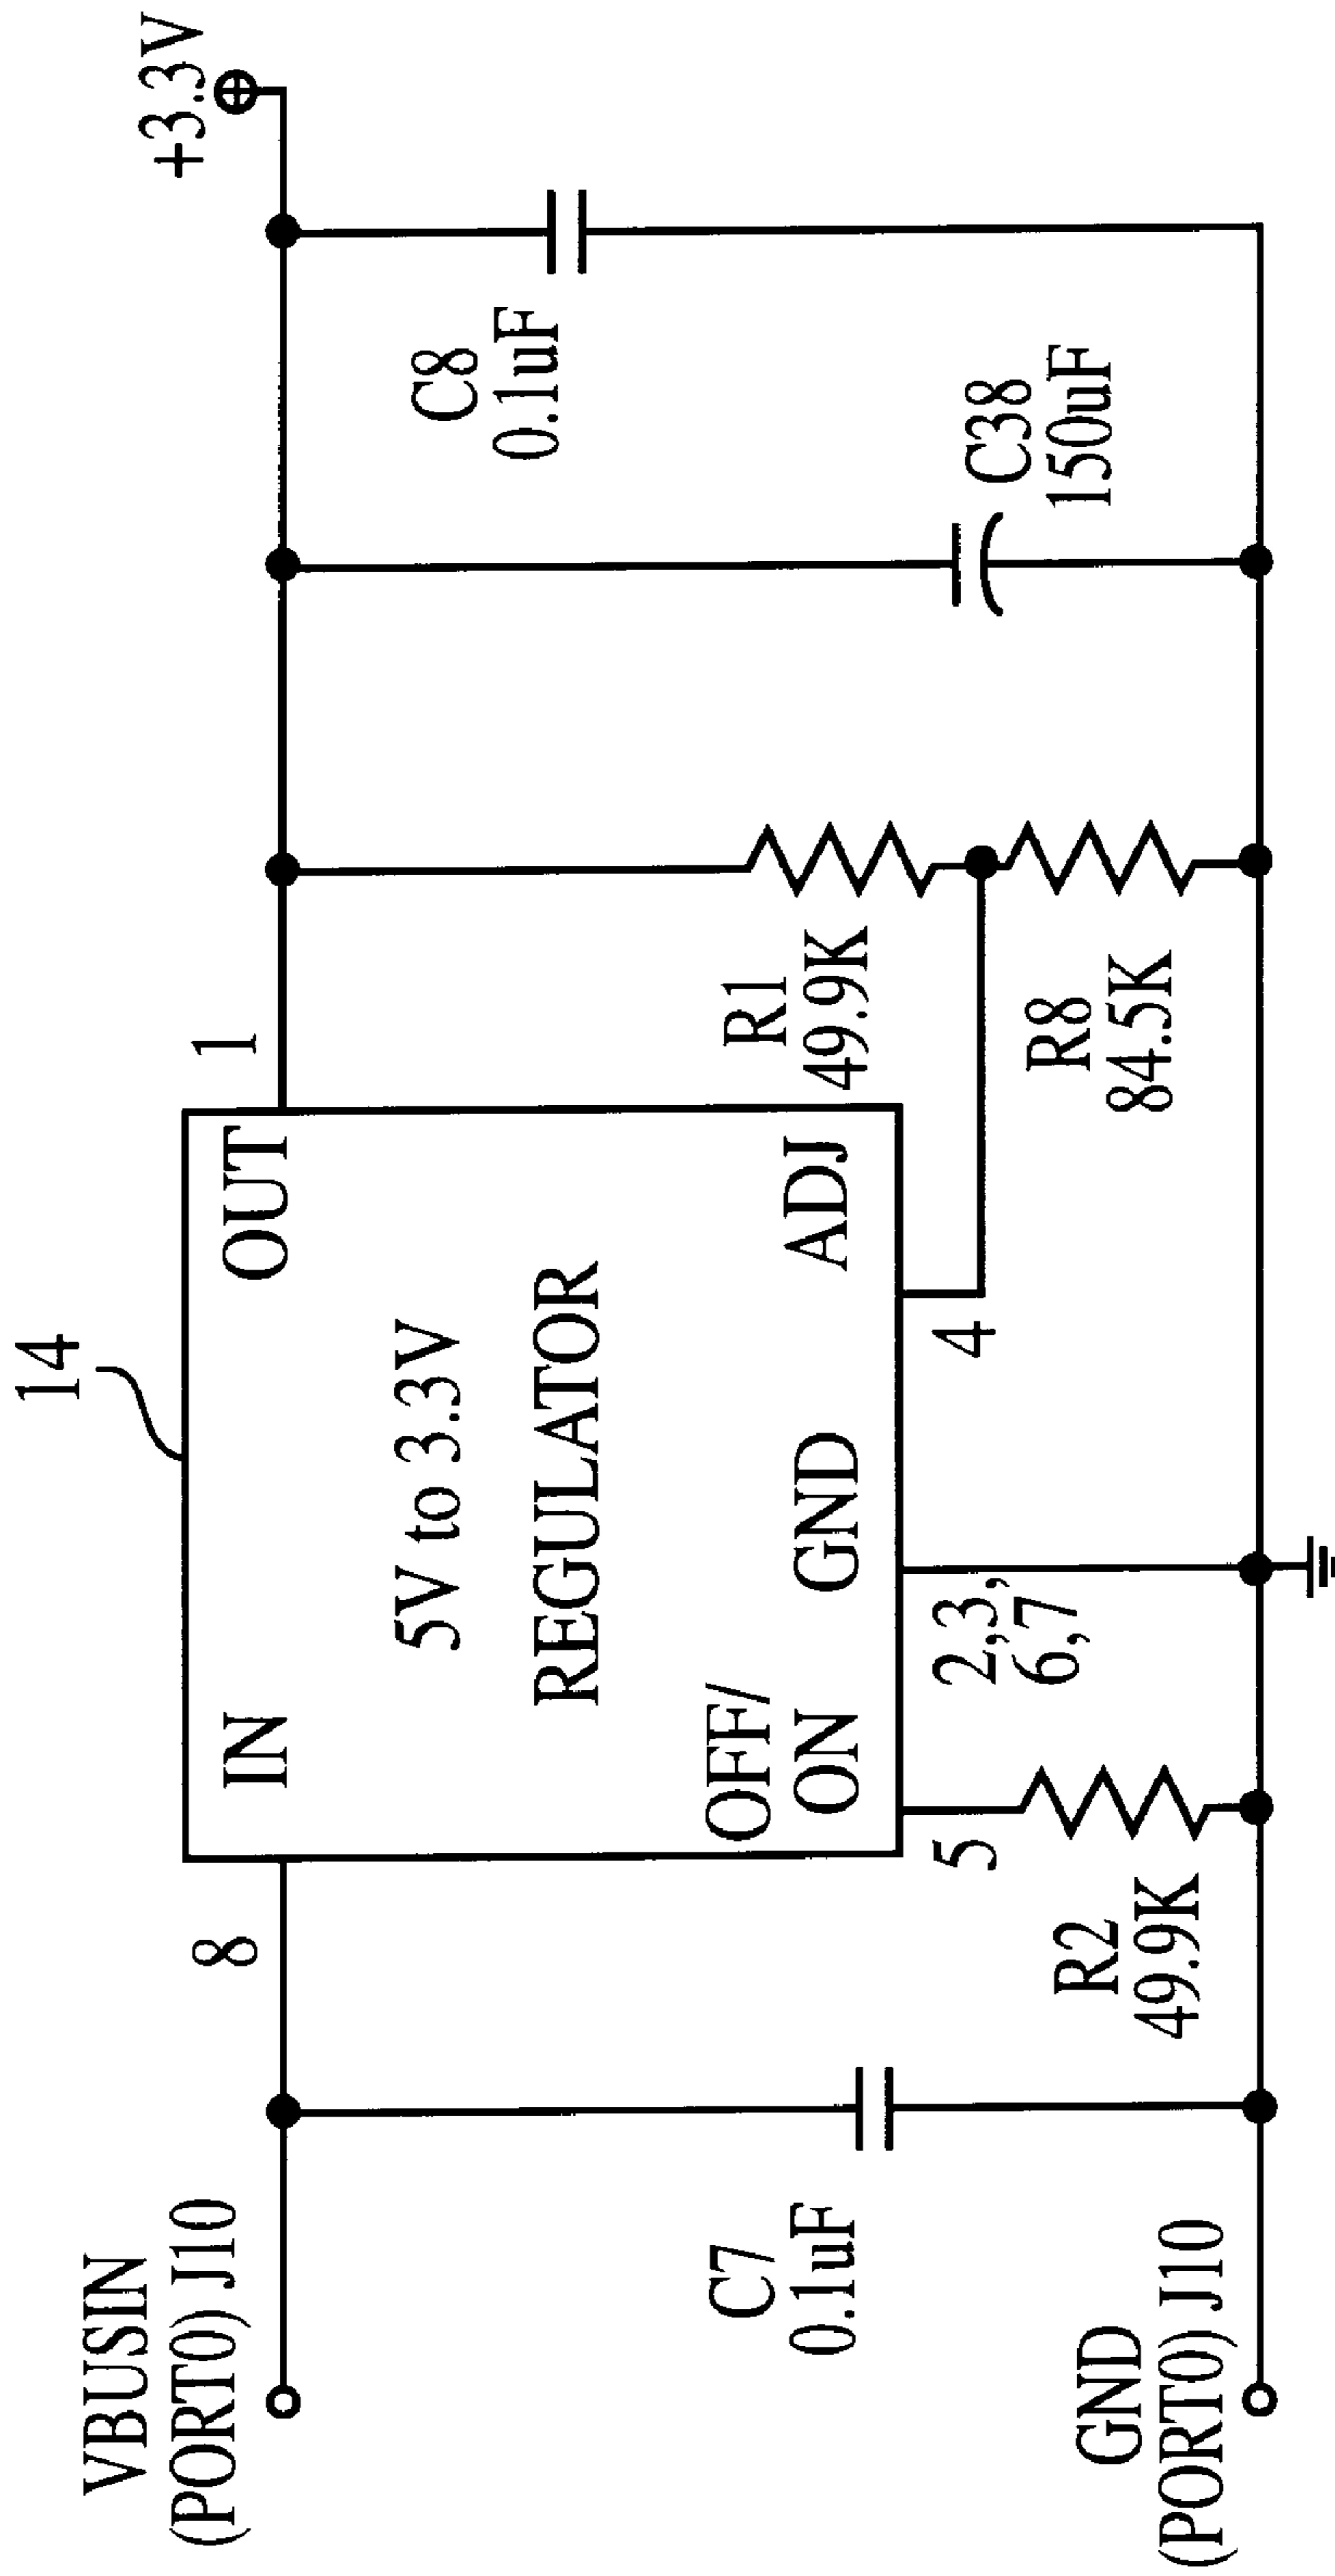 14
VBUSIN
(PORT0) J10
8
IN
OUT
1
+3.3V
5V to 3.3V
REGULATOR
C8
0.1uF
OFF/
ON
GND
ADJ
C7
0.1uF
5
2,3,
6,7
4
R1
49.9K
C38
150uF
R2
49.9K
R8
84.5K
GND
(PORT0) J10